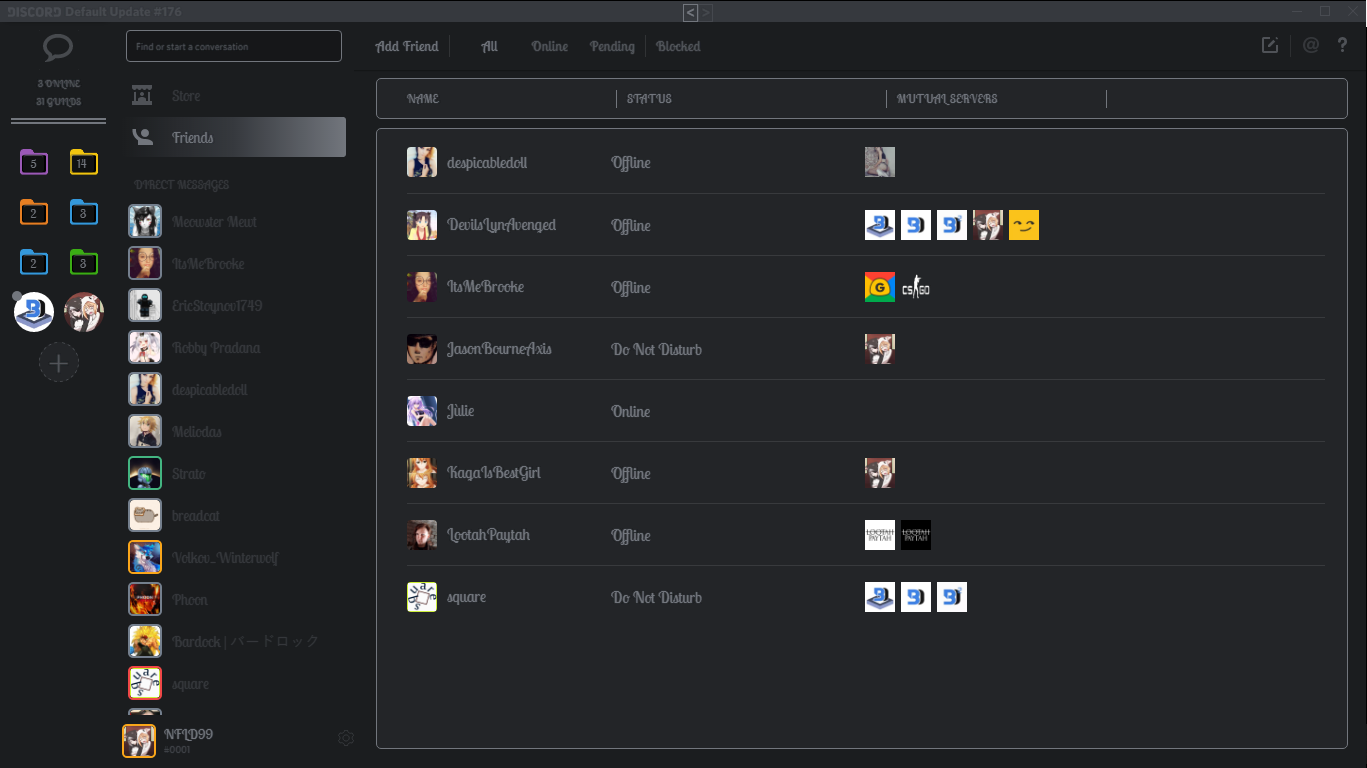 DISCORD Default Update #176
< >
Find or start a conversation
Add Friend
All
Online
Pending
Blocked
@ ?
3 ONLINE
31 GUILDS
Store
Friends
NAME
STATUS
MUTUAL SERVERS
5
14
2
3
2
3
DIRECT MESSAGES
Meowster Mewt
ItsMeBrooke
EricStoynov1749
Robby Pradana
despicabledoll
Meliodas
Strato
breadcat
Volkov_Winterwolf
Phoon
Bardock | バードロック
square
NFLD99
#0001
despicabledoll Offline
DevilsLynAvenged Offline
ItsMeBrooke Offline
G
CS GO
JasonBourneAxis Do Not Disturb
Jùlie Online
KagaIsBestGirl Offline
LootahPaytah Offline
LOOTAH PAYTAH
LOOTAH PAYTAH
square Do Not Disturb
square